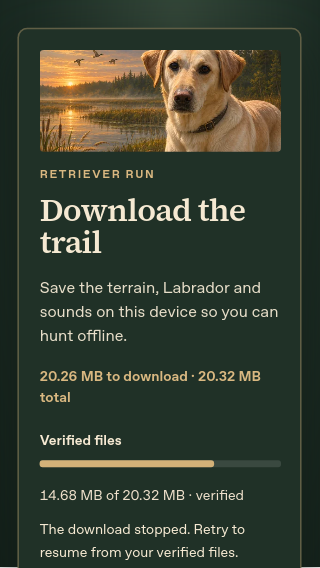 RETRIEVER RUN
Download the
trail
Save the terrain, Labrador and
sounds on this device so you can
hunt offline.
20.26 MB to download · 20.32 MB
total
Verified files
14.68 MB of 20.32 MB · verified
The download stopped. Retry to
resume from your verified files.